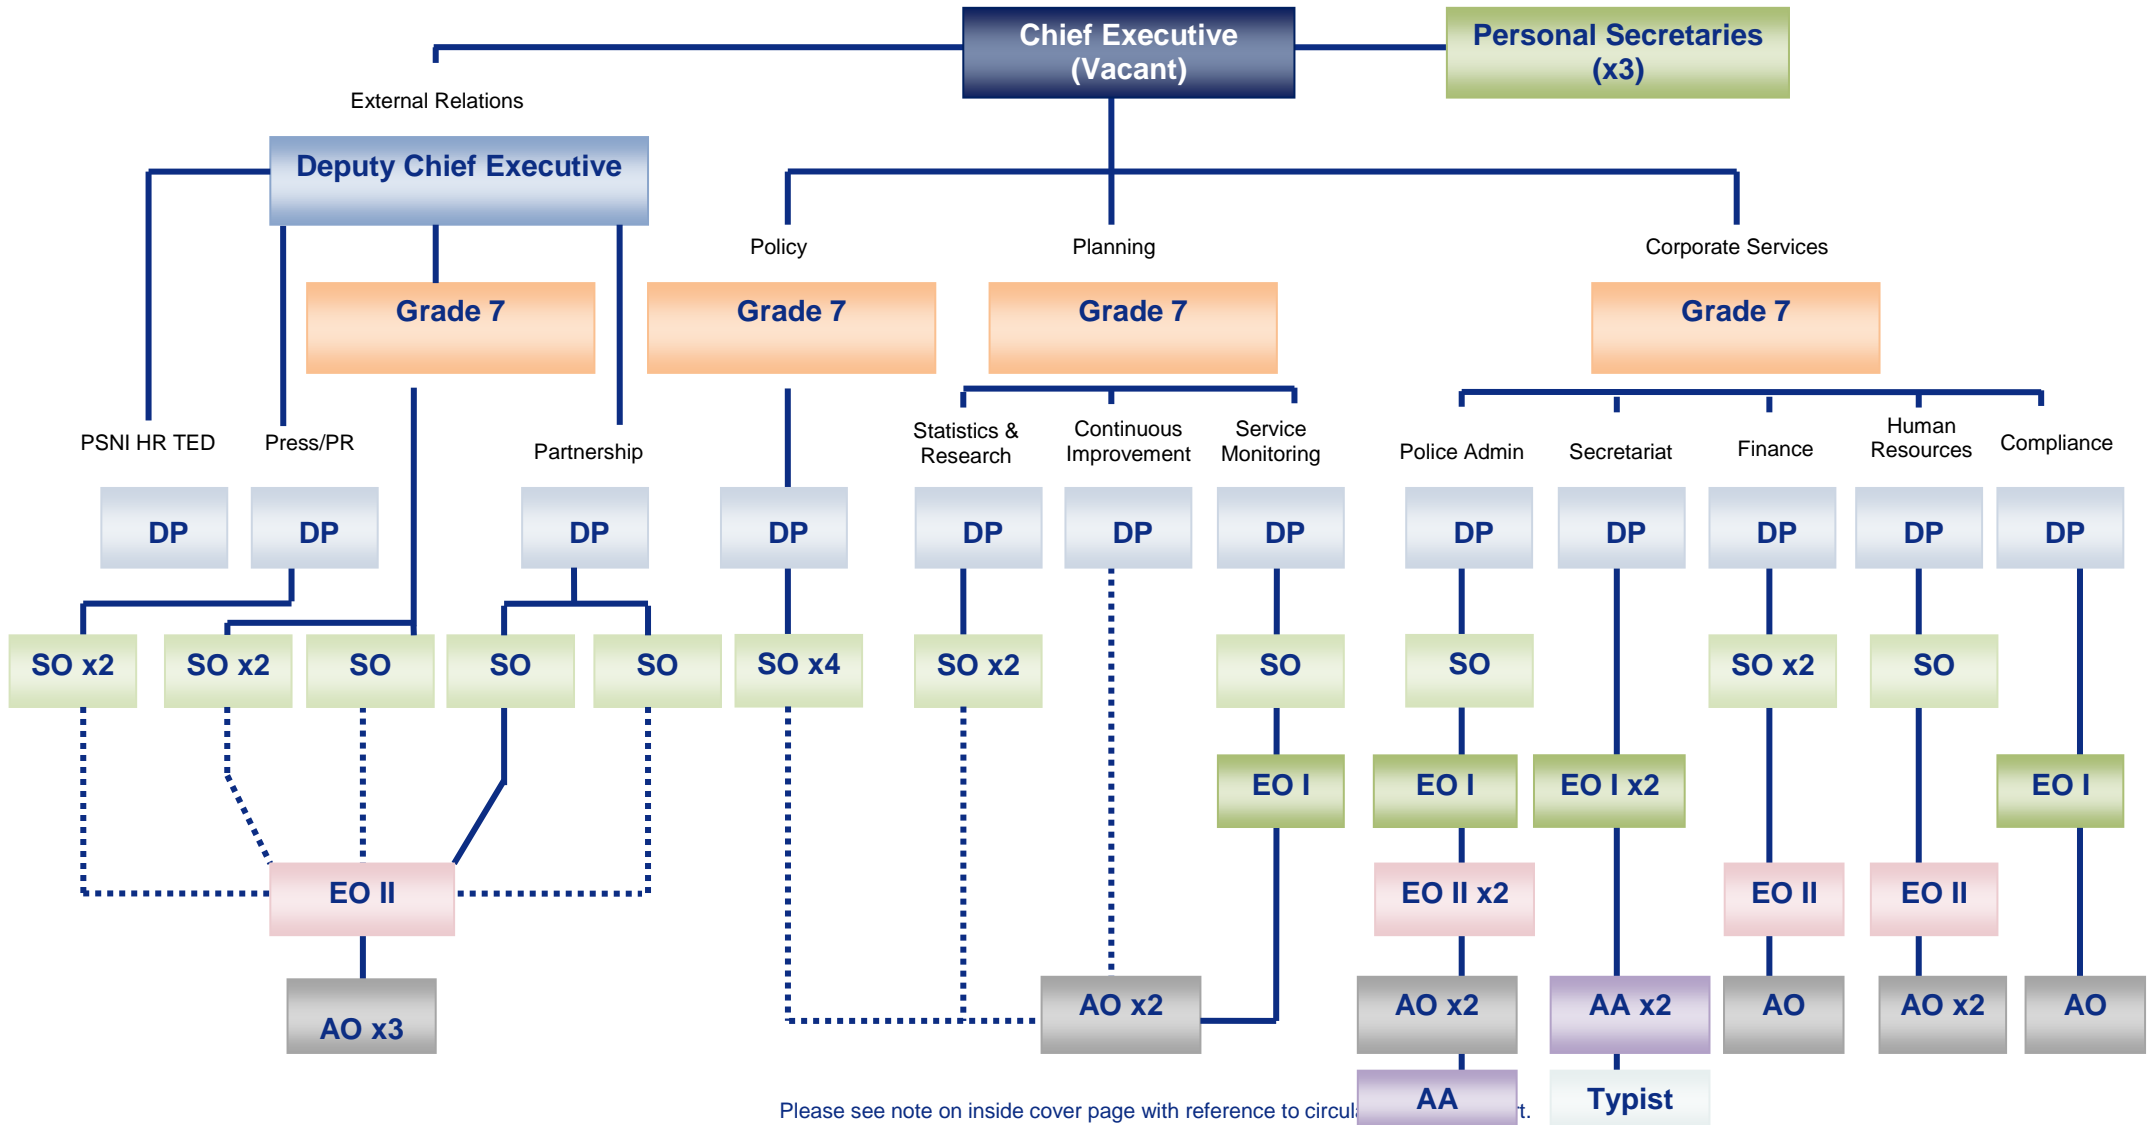 Chief Executive
(Vacant)
Personal Secretaries
(x3)
External Relations
Deputy Chief Executive
Policy
Planning
Corporate Services
Grade 7
Grade 7
Grade 7
Grade 7
PSNI HR TED
Press/PR
Partnership
Statistics &
Research
Continuous
Improvement
Service
Monitoring
Police Admin
Secretariat
Finance
Human
Resources
Compliance
DP
DP
DP
DP
DP
DP
DP
DP
DP
DP
DP
DP
SO x2
SO x2
SO
SO
SO
SO x4
SO x2
SO
SO
SO x2
SO
EO I
EO I
EO I x2
EO I
EO II
EO II x2
EO II
EO II
AO x3
AO x2
AO x2
AA x2
AO
AO x2
AO
AA
Typist
Please see note on inside cover page with reference to